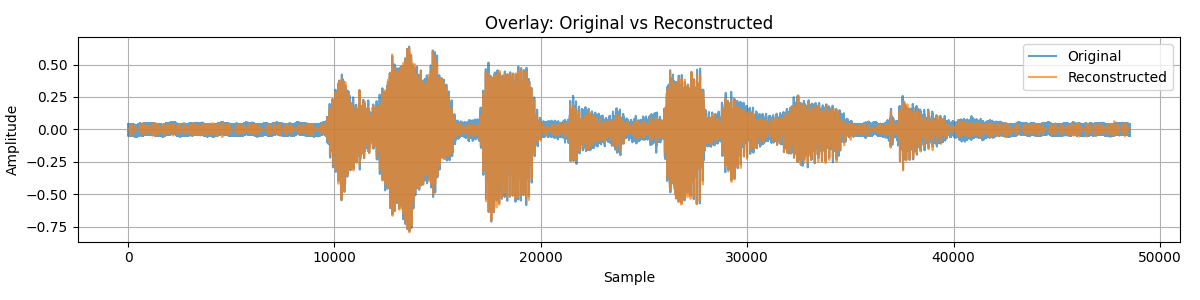 Overlay: Original vs Reconstructed
Original
Reconstructed
0.50
0.25
0.00
−0.25
−0.50
−0.75
Amplitude
0 10000 20000 30000 40000 50000
Sample